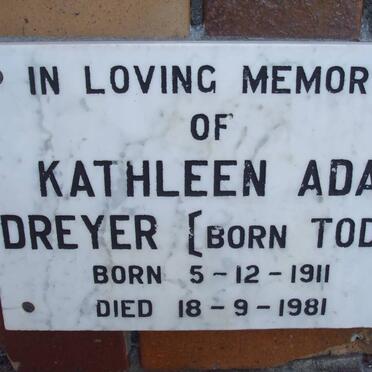 IN LOVING MEMOR
OF
KATHLEEN ADA
DREYER [BORN TOD
BORN 5-12-1911
DIED 18-9-1981